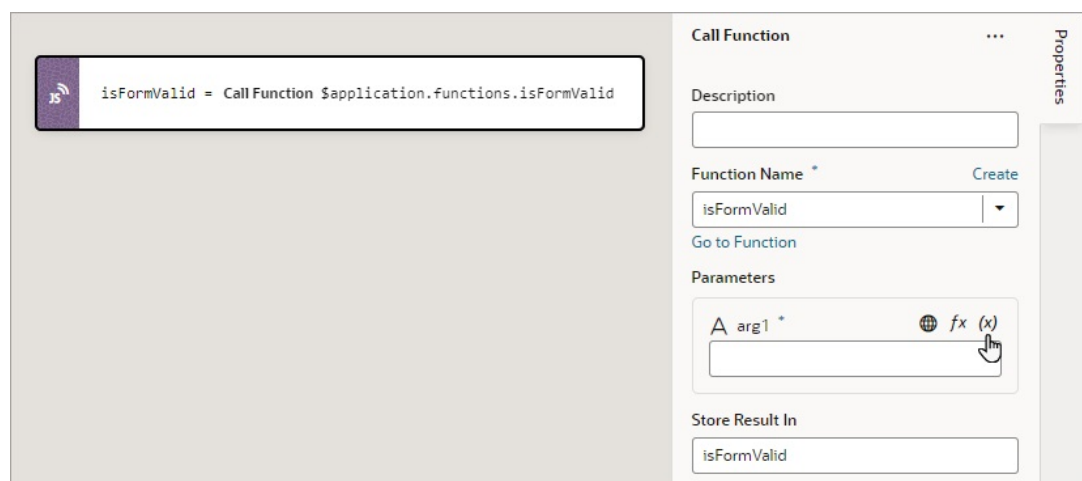 Call Function
...
Properties
JS
isFormValid = Call Function $application.functions.isFormValid
Description
Function Name *
Create
isFormValid
Go to Function
Parameters
A arg1 *
fx (x)
Store Result In
isFormValid